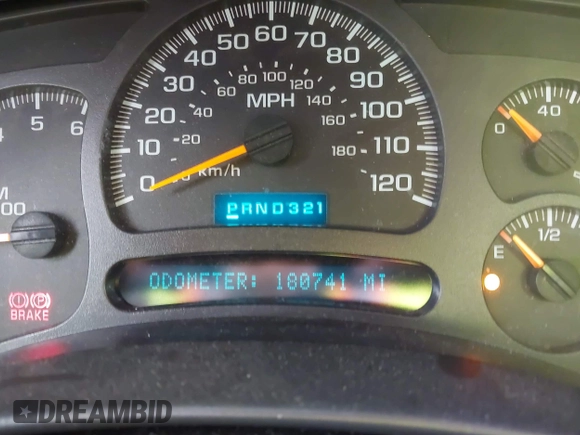 60
50 70
40 80
30 80 100 120 90
60 140
20 40 MPH 160 100
10 20 180 110
0 km/h 120
4 5 6
0 40
PRND321
E 1/2
ODOMETER: 180741 MI
BRAKE
DREAMBID